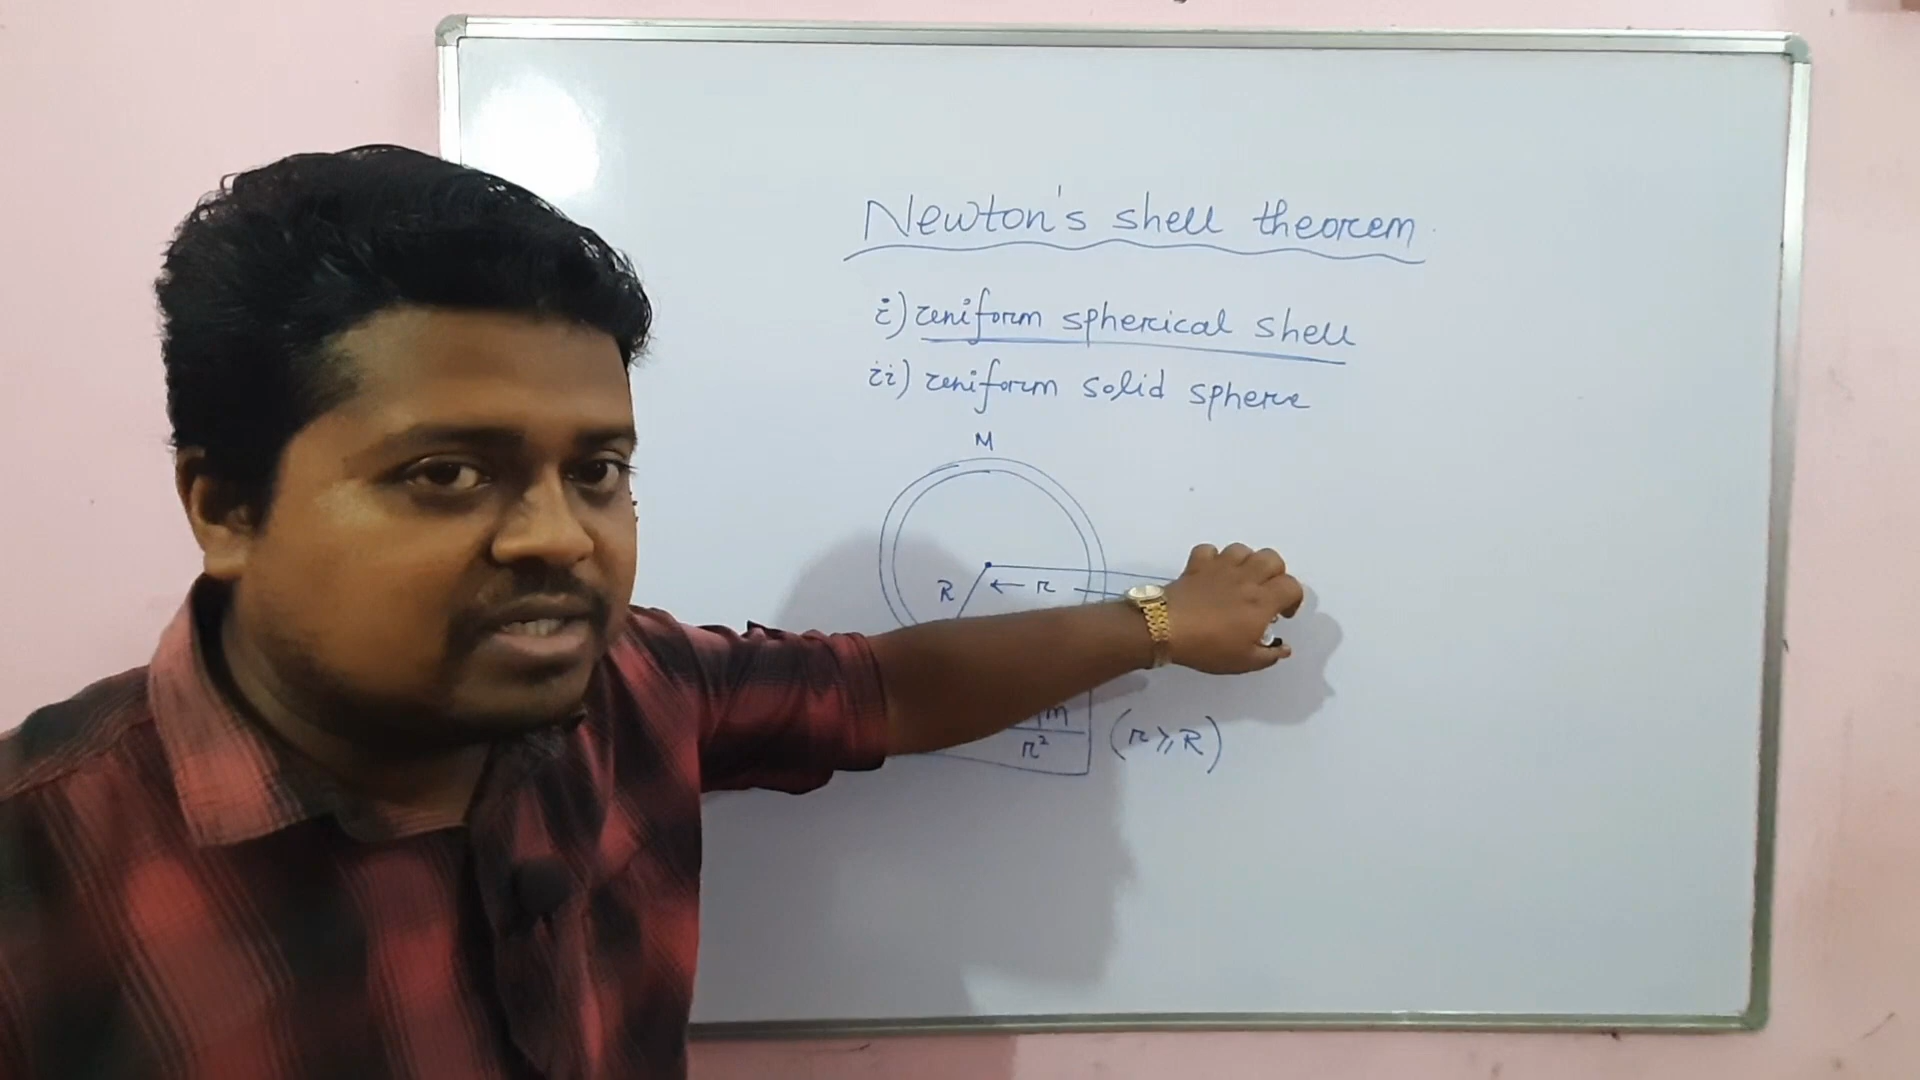 Newton's shell theorem
i) uniform spherical shell
ii) uniform solid sphere
M
R ← r
m
r²
(r ⩾ R)